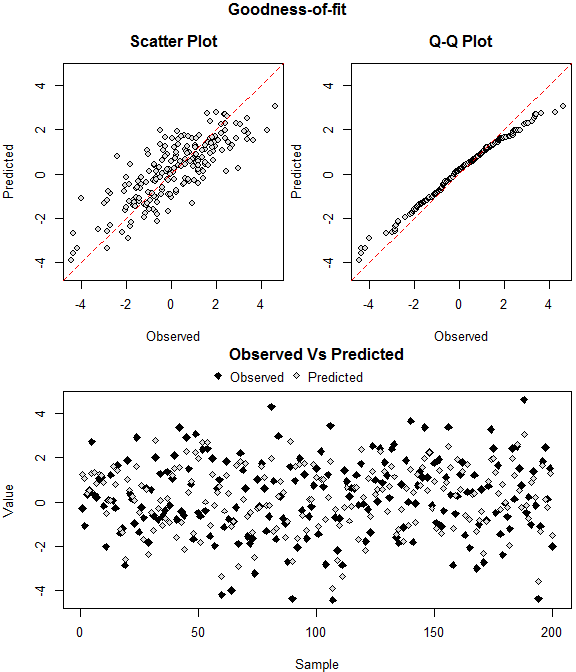 Goodness-of-fit
Scatter Plot
Q-Q Plot
4
2
0
-2
-4
Predicted
-4 -2 0 2 4
Observed
4
2
0
-2
-4
Predicted
-4 -2 0 2 4
Observed
Observed Vs Predicted
Observed Predicted
4
2
0
-2
-4
Value
0 50 100 150 200
Sample